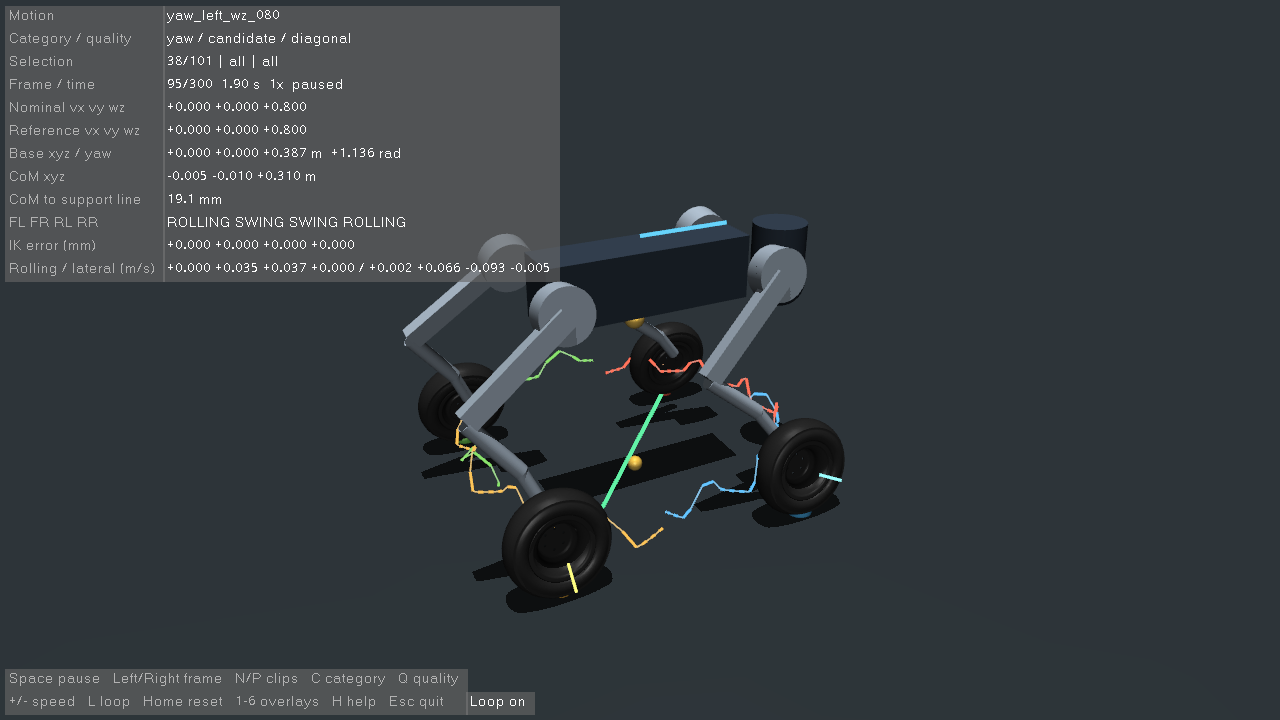 Motion yaw_left_wz_080
Category / quality yaw / candidate / diagonal
Selection 38/101 | all | all
Frame / time 95/300 1.90 s 1x paused
Nominal vx vy wz +0.000 +0.000 +0.800
Reference vx vy wz +0.000 +0.000 +0.800
Base xyz / yaw +0.000 +0.000 +0.387 m +1.136 rad
CoM xyz -0.005 -0.010 +0.310 m
CoM to support line 19.1 mm
FL FR RL RR ROLLING SWING SWING ROLLING
IK error (mm) +0.000 +0.000 +0.000 +0.000
Rolling / lateral (m/s) +0.000 +0.035 +0.037 +0.000 / +0.002 +0.066 -0.093 -0.005
Space pause Left/Right frame N/P clips C category Q quality
+/- speed L loop Home reset 1-6 overlays H help Esc quit Loop on